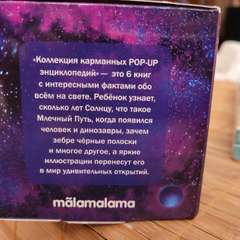 «Коллекция карманных POP-UP
энциклопедий» — это 6 книг
с интересными фактами обо
всём на свете. Ребёнок узнает,
сколько лет Солнцу, что такое
Млечный Путь, когда появился
человек и динозавры, зачем
зебре чёрные полоски
и многое другое, а яркие
иллюстрации перенесут его
в мир удивительных открытий.
mālamalama